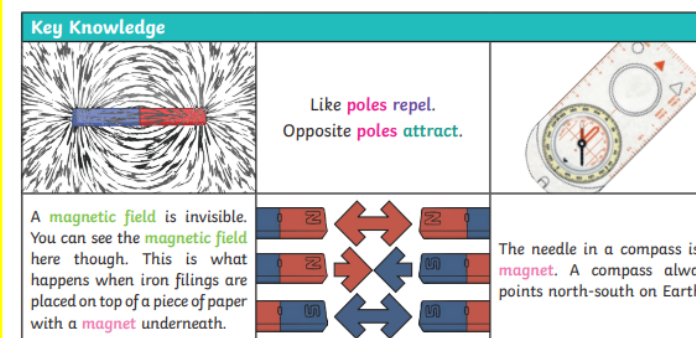 Key Knowledge
Like poles repel.
Opposite poles attract.
A magnetic field is invisible.
You can see the magnetic field
here though. This is what
happens when iron filings are
placed on top of a piece of paper
with a magnet underneath.
N N
N S
S S
The needle in a compass is
magnet. A compass
points north-south on